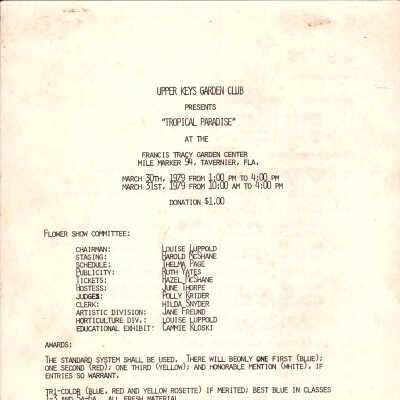 UPPER KEYS GARDEN CLUB
PRESENTS
"TROPICAL PARADISE"
AT THE
FRANCIS TRACY GARDEN CENTER
MILE MARKER 94, TAVERNIER, FLA.
MARCH 30TH, 1979 FROM 1:00 PM TO 4:00 PM
MARCH 31ST, 1979 FROM 10:00 AM TO 4:00 PM
DONATION $1.00
FLOWER SHOW COMMITTEE:
CHAIRMAN: LOUISE LUPPOLD
STAGING: HAROLD MCSHANE
SCHEDULE: THELMA PAGE
PUBLICITY: RUTH YATES
TICKETS: HAZEL MCSHANE
HOSTESS: JUNE THORPE
JUDGES: POLLY KRIDER
CLERK: HILDA SNYDER
ARTISTIC DIVISION: JANE FREUND
HORTICULTURE DIV.: LOUISE LUPPOLD
EDUCATIONAL EXHIBIT: CAMMIE KLOSKI
AWARDS:
THE STANDARD SYSTEM SHALL BE USED. THERE WILL BEONLY ONE FIRST (BLUE);
ONE SECOND (RED); ONE THIRD (YELLOW); AND HONORABLE MENTION (WHITE), IF
ENTRIES SO WARRANT.
TRI-COLOR (BLUE, RED AND YELLOW ROSETTE) IF MERITED; BEST BLUE IN CLASSES
ALL FRESH MATERIAL